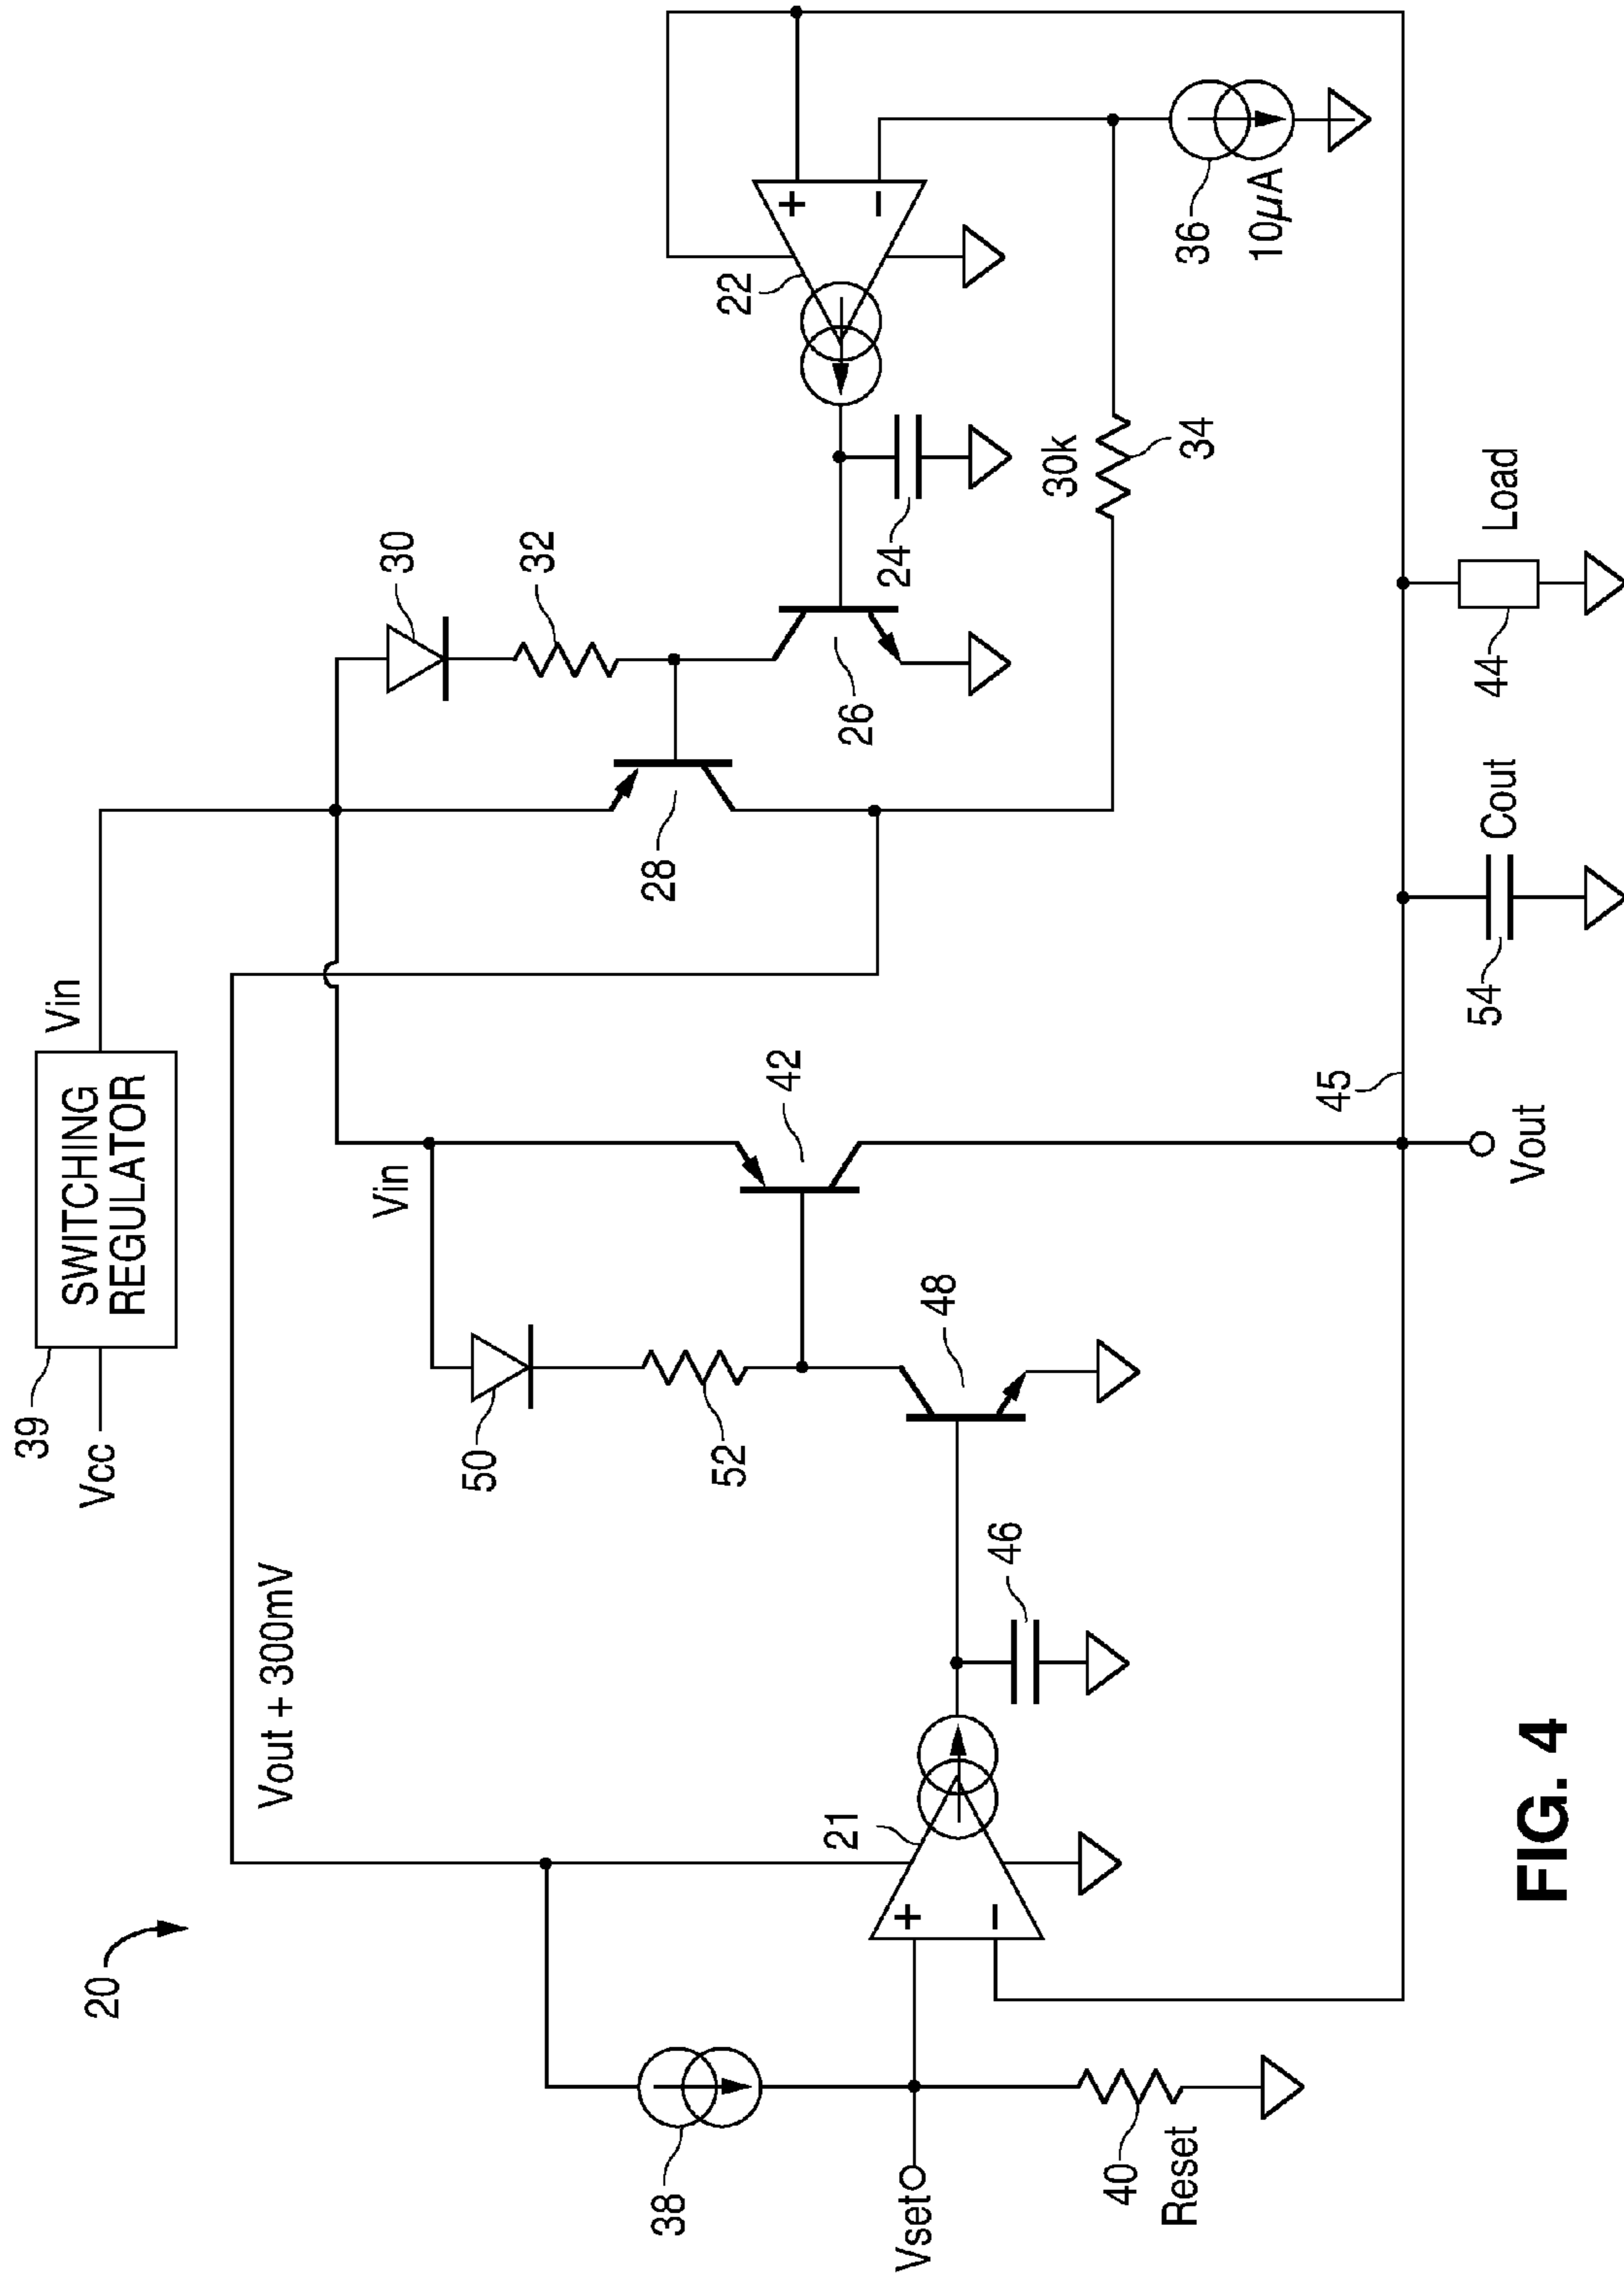 20
39
Vcc
SWITCHING
REGULATOR
Vin
Vout + 300mV
Vin
50
52
42
48
46
21
+
−
38
Vset
40
Reset
28
30
32
26
24
22
+
−
30k
34
36
10µA
45
Vout
54
Cout
44
Load
FIG. 4